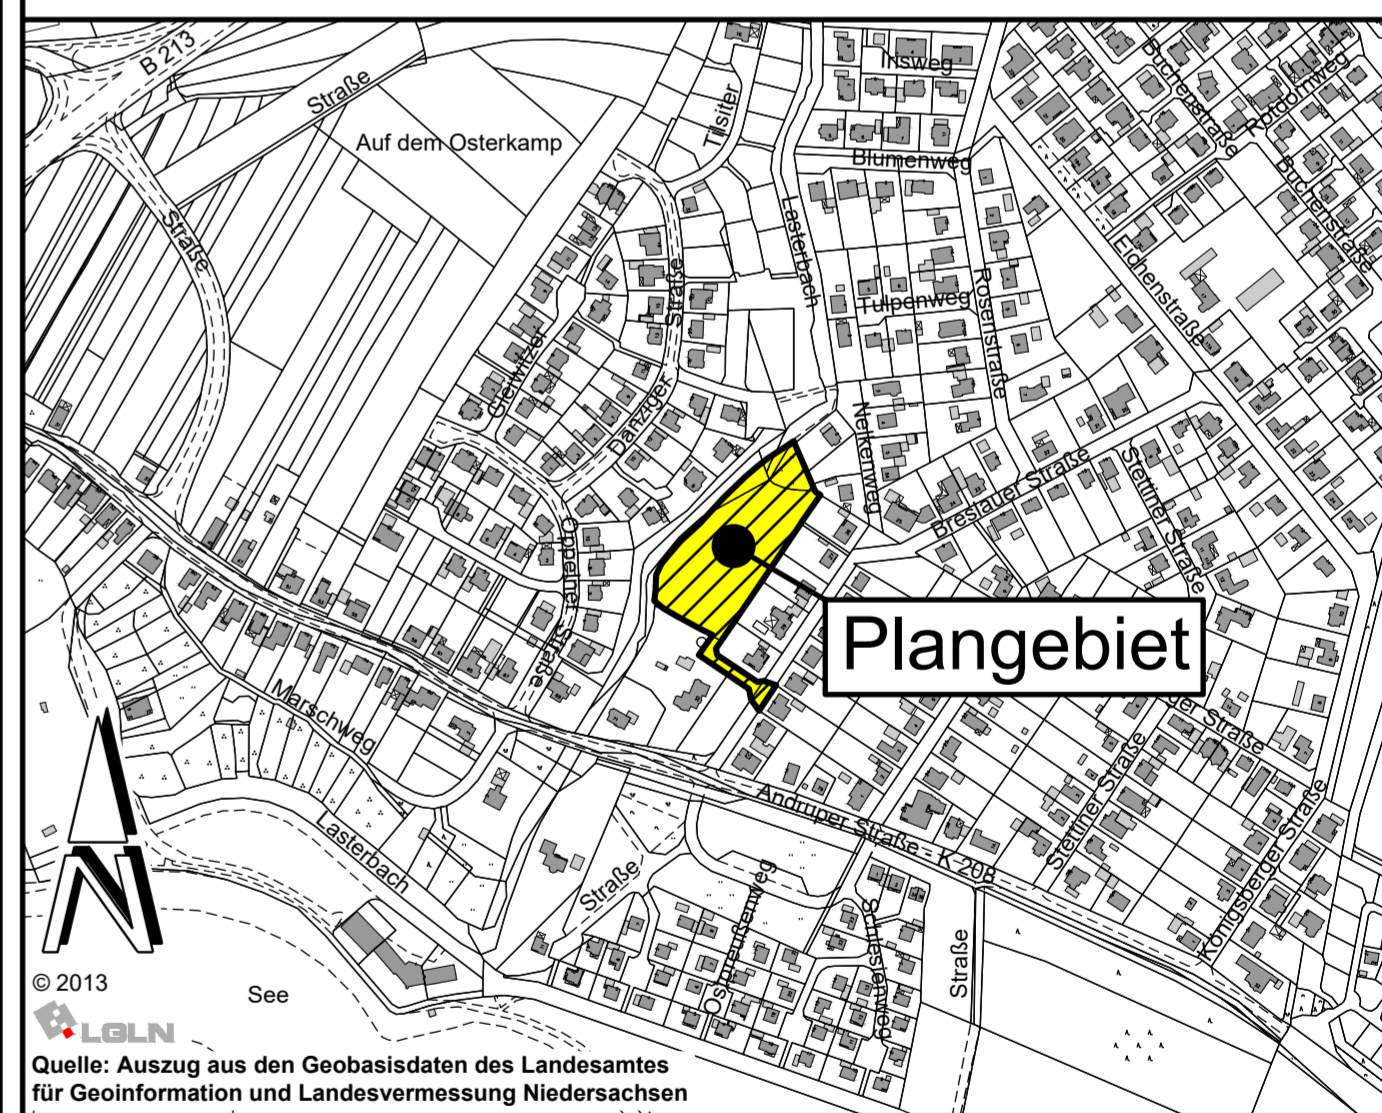 B 213
Straße
Auf dem Osterkamp
Tilsiter
Irisweg
Blumenweg
Buchenstraße
Rotdornweg
Buchenstraße
Straße
Lasterbach
Straße
Tulpenweg
Rosenstraße
Eichenstraße
Gleiwitzer
Danziger
Nelkenweg
Breslauer Straße
Stettiner Straße
Oppelner Straße
Plangebiet
Marschweg
Straße
Stettiner Straße
Königsberger Straße
Andruper Straße - K 208
Lasterbach
Straße
Ostpreußenweg
Schlesienweg
Straße
N
© 2013
See
LGLN
Quelle: Auszug aus den Geobasisdaten des Landesamtes
für Geoinformation und Landesvermessung Niedersachsen